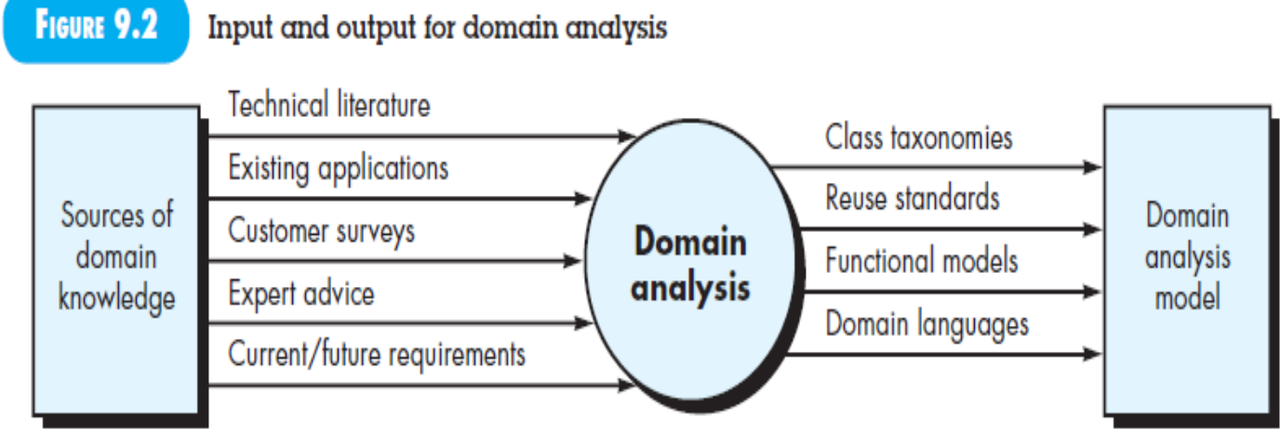 FIGURE 9.2
Input and output for domain analysis
Sources of
domain
knowledge
Technical literature
Existing applications
Customer surveys
Expert advice
Current/future requirements
Domain
analysis
Class taxonomies
Reuse standards
Functional models
Domain languages
Domain
analysis
model